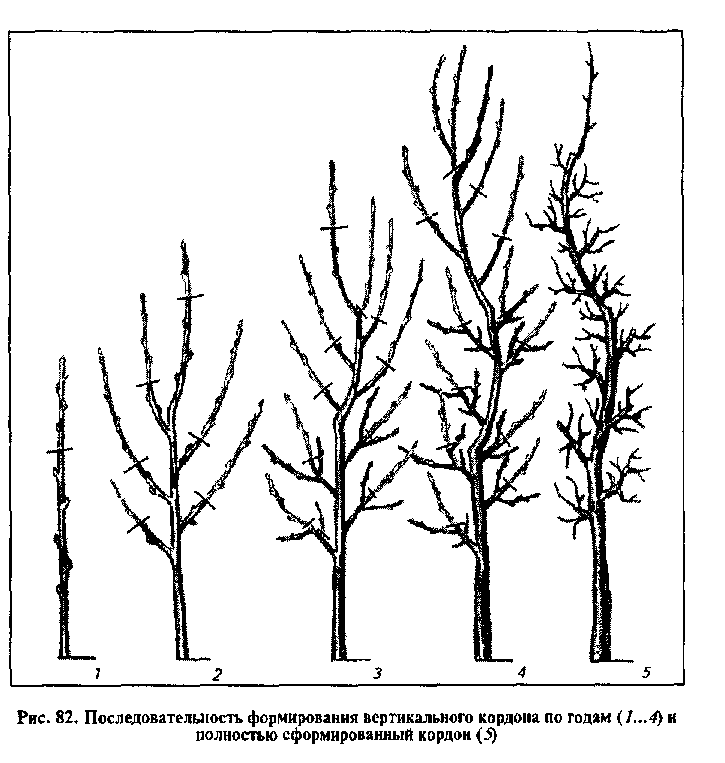 1 2 3 4 5
Рис. 82. Последовательность формирования вертикального кордона по годам (1...4) и
полностью сформированный кордон (5)